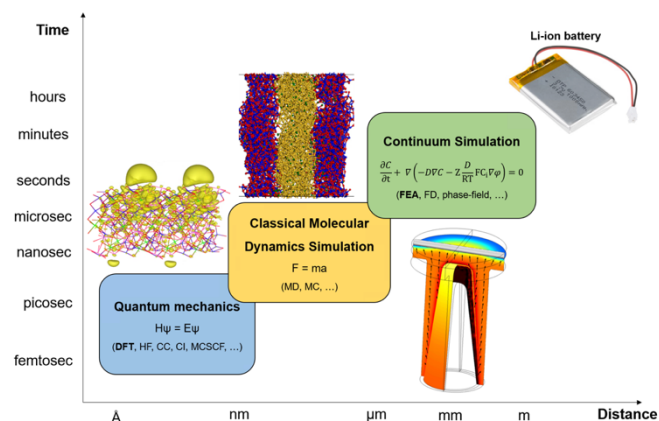 Time
Li-ion battery
hours
minutes
seconds
microsec
nanosec
picosec
femtosec
Continuum Simulation
∂C/∂t + ∇(−D∇C − Z D/RT FCᵢ∇φ) = 0
(FEA, FD, phase-field, ...)
Classical Molecular
Dynamics Simulation
F = ma
(MD, MC, ...)
Quantum mechanics
Hψ = Eψ
(DFT, HF, CC, CI, MCSCF, ...)
Å nm µm mm m Distance